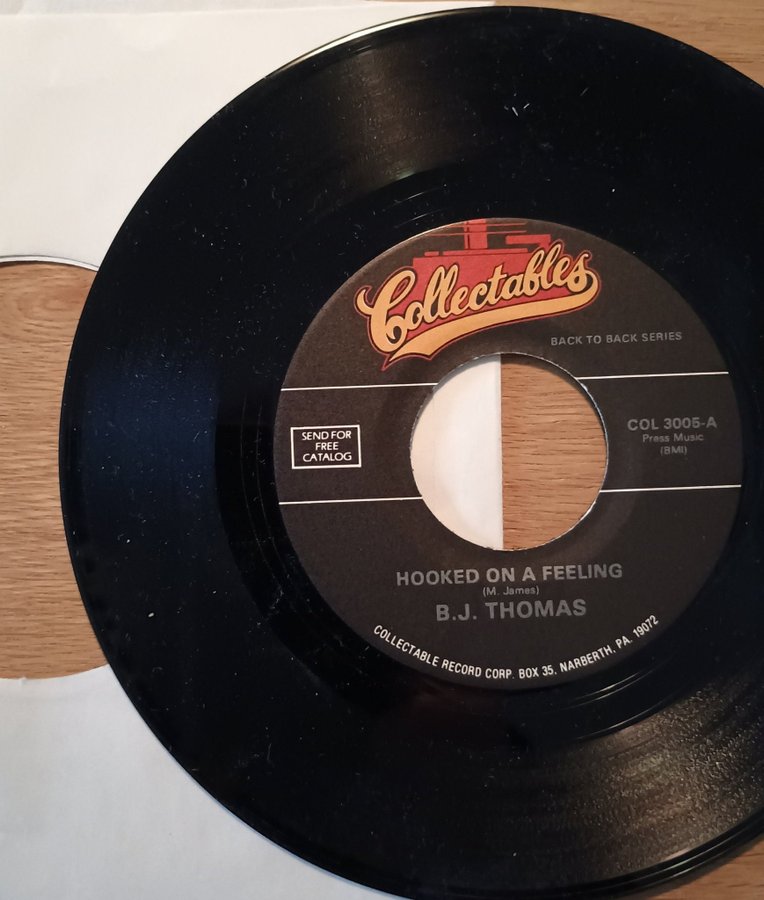 Collectables
BACK TO BACK SERIES
SEND FOR
FREE
CATALOG
COL 3005-A
Press Music
(BMI)
HOOKED ON A FEELING
(M. James)
B.J. THOMAS
COLLECTABLE RECORD CORP. BOX 35, NARBERTH, PA. 19072